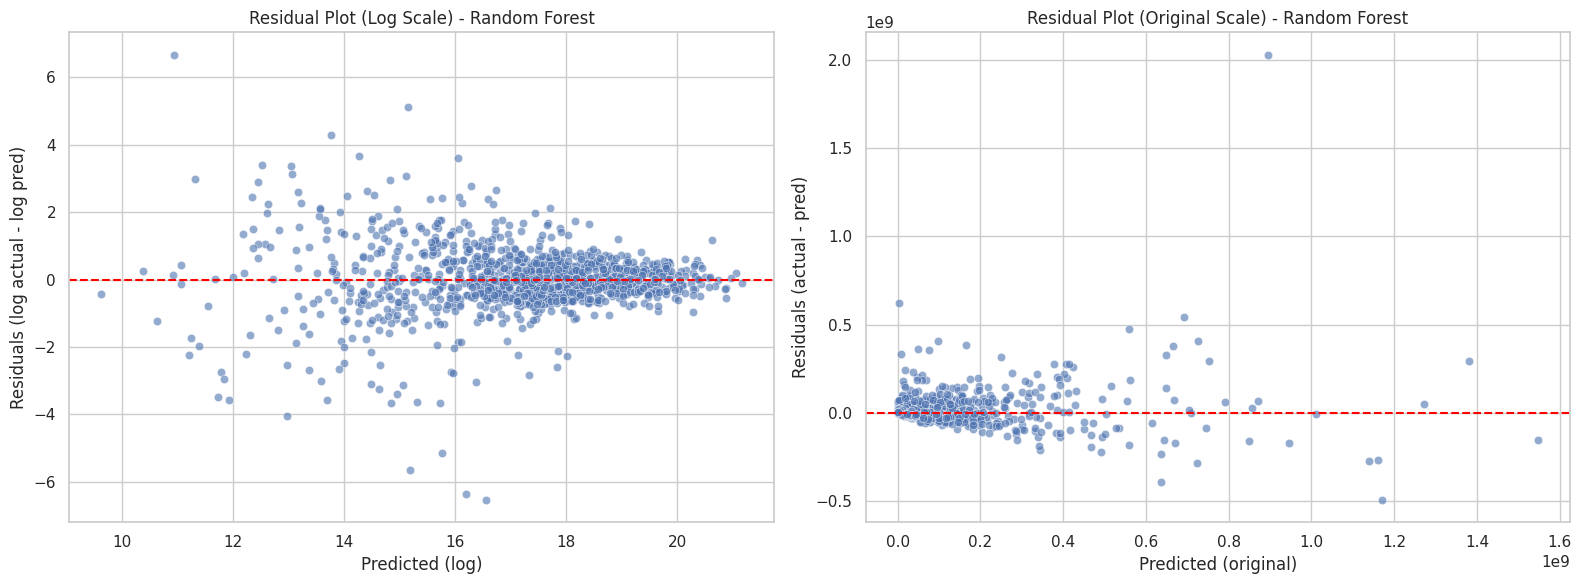 Residual Plot (Log Scale) - Random Forest
6
4
2
0
−2
−4
−6
Residuals (log actual - log pred)
10 12 14 16 18 20
Predicted (log)
Residual Plot (Original Scale) - Random Forest
1e9
2.0
1.5
1.0
0.5
0.0
−0.5
Residuals (actual - pred)
0.0 0.2 0.4 0.6 0.8 1.0 1.2 1.4 1.6
1e9
Predicted (original)